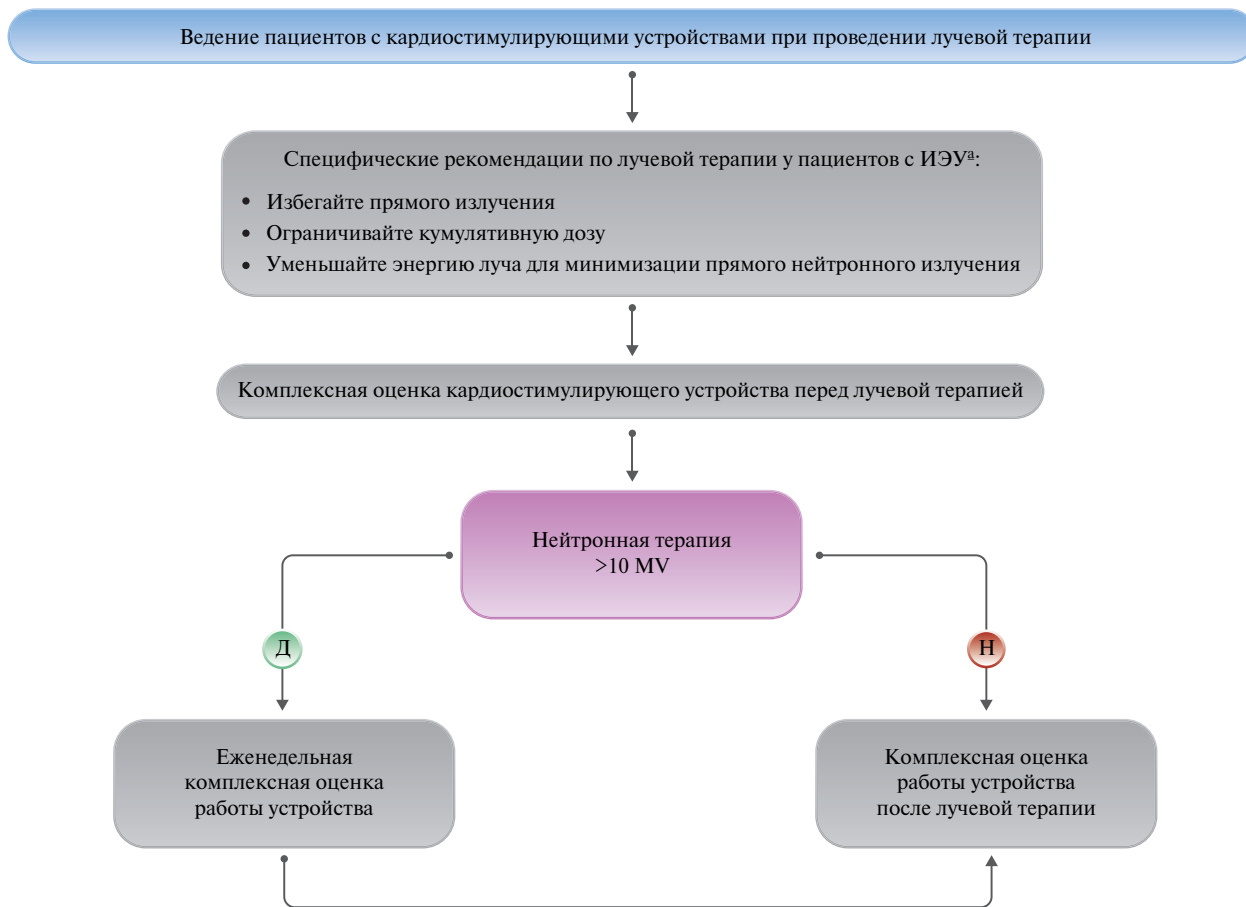 Ведение пациентов с кардиостимулирующими устройствами при проведении лучевой терапии
Специфические рекомендации по лучевой терапии у пациентов с ИЭУª:
• Избегайте прямого излучения
• Ограничивайте кумулятивную дозу
• Уменьшайте энергию луча для минимизации прямого нейтронного излучения
Комплексная оценка кардиостимулирующего устройства перед лучевой терапией
Нейтронная терапия
>10 MV
Д
Н
Еженедельная
комплексная оценка
работы устройства
Комплексная оценка
работы устройства
после лучевой терапии